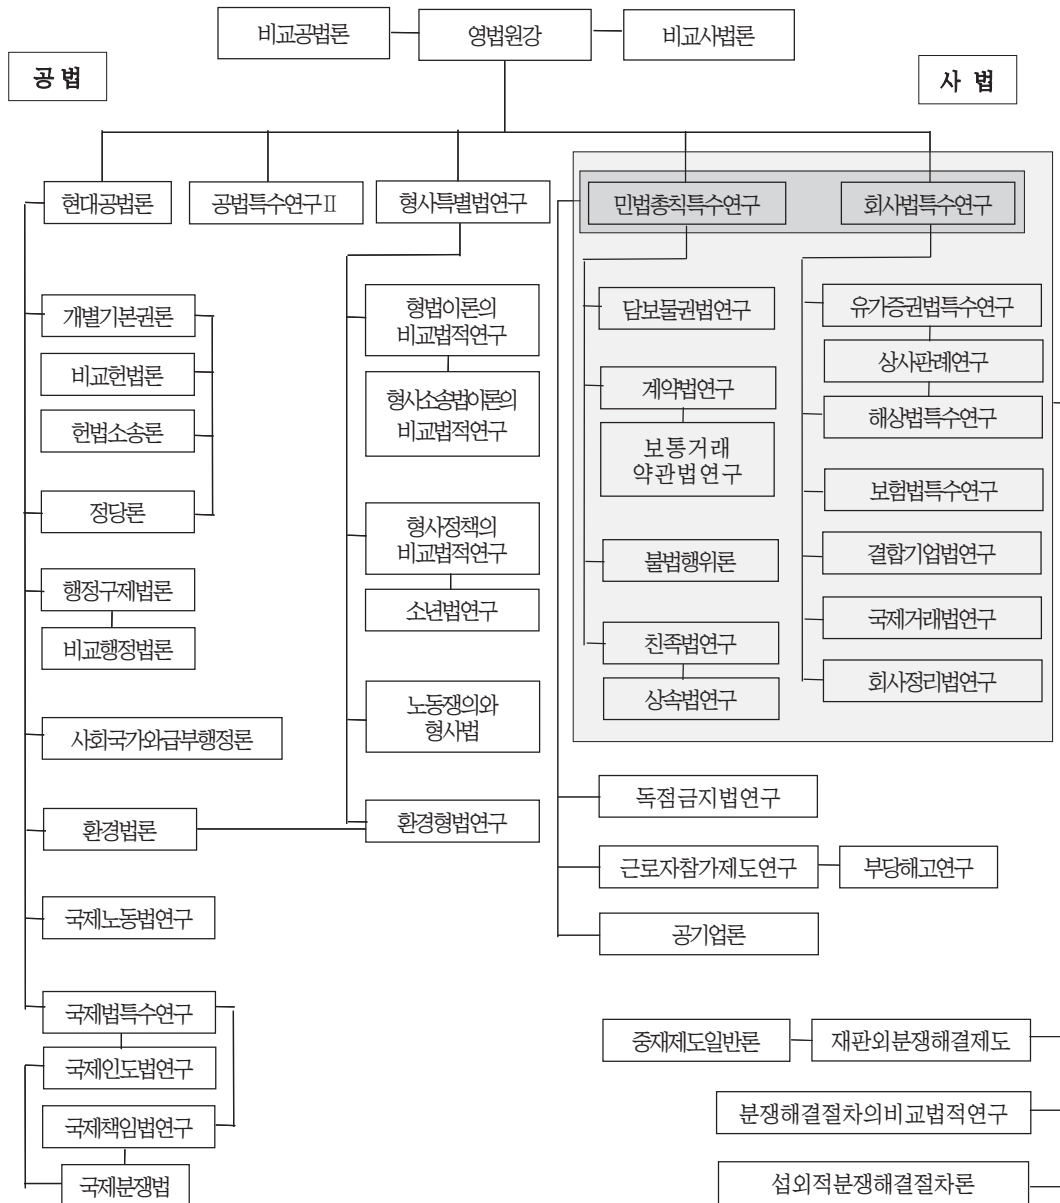 비교공법론
영법원강
비교사법론
공 법
사 법
현대공법론
공법특수연구Ⅱ
형사특별법연구
민법총칙특수연구
회사법특수연구
개별기본권론
비교헌법론
헌법소송론
정당론
행정구제법론
비교행정법론
사회국가와급부행정론
환경법론
국제노동법연구
국제법특수연구
국제인도법연구
국제책임법연구
국제분쟁법
형법이론의
비교법적연구
형사소송법이론의
비교법적연구
형사정책의
비교법적연구
소년법연구
노동쟁의와
형사법
환경형법연구
담보물권법연구
계약법연구
보통거래
약관법연구
불법행위론
친족법연구
상속법연구
유가증권법특수연구
상사판례연구
해상법특수연구
보험법특수연구
결합기업법연구
국제거래법연구
회사정리법연구
독점금지법연구
근로자참가제도연구
부당해고연구
공기업론
중재제도일반론
재판외분쟁해결제도
분쟁해결절차의비교법적연구
섭외적분쟁해결절차론